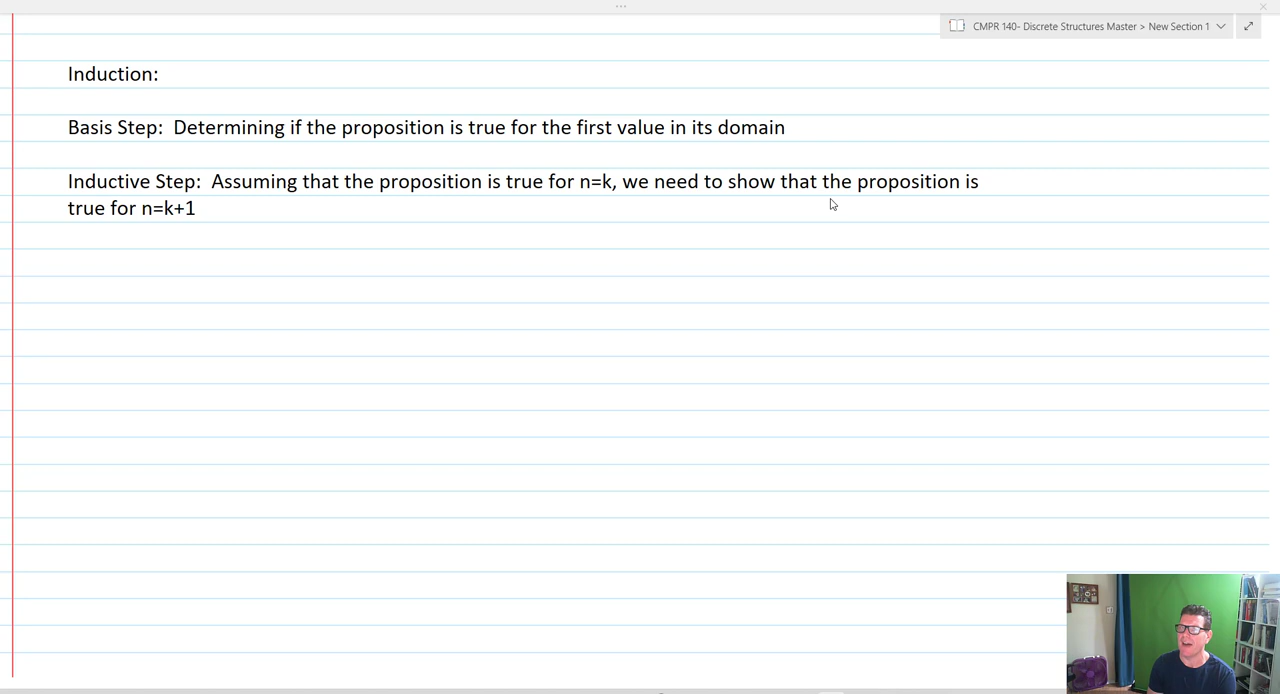 CMPR 140- Discrete Structures Master > New Section 1
Induction:
Basis Step: Determining if the proposition is true for the first value in its domain
Inductive Step: Assuming that the proposition is true for n=k, we need to show that the proposition is
true for n=k+1